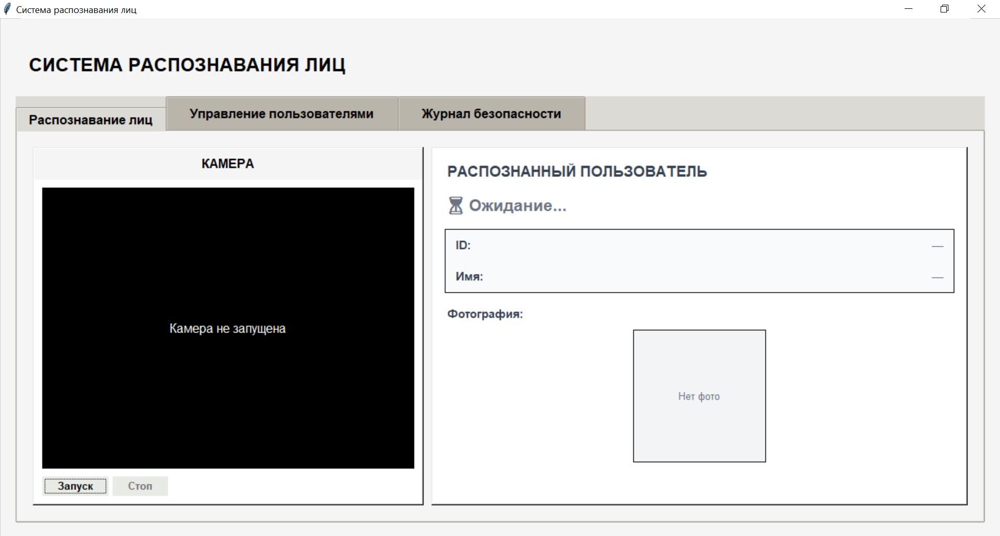 Система распознавания лиц
СИСТЕМА РАСПОЗНАВАНИЯ ЛИЦ
Распознавание лиц
Управление пользователями
Журнал безопасности
КАМЕРА
Камера не запущена
Запуск
Стоп
РАСПОЗНАННЫЙ ПОЛЬЗОВАТЕЛЬ
Ожидание...
ID: —
Имя: —
Фотография:
Нет фото